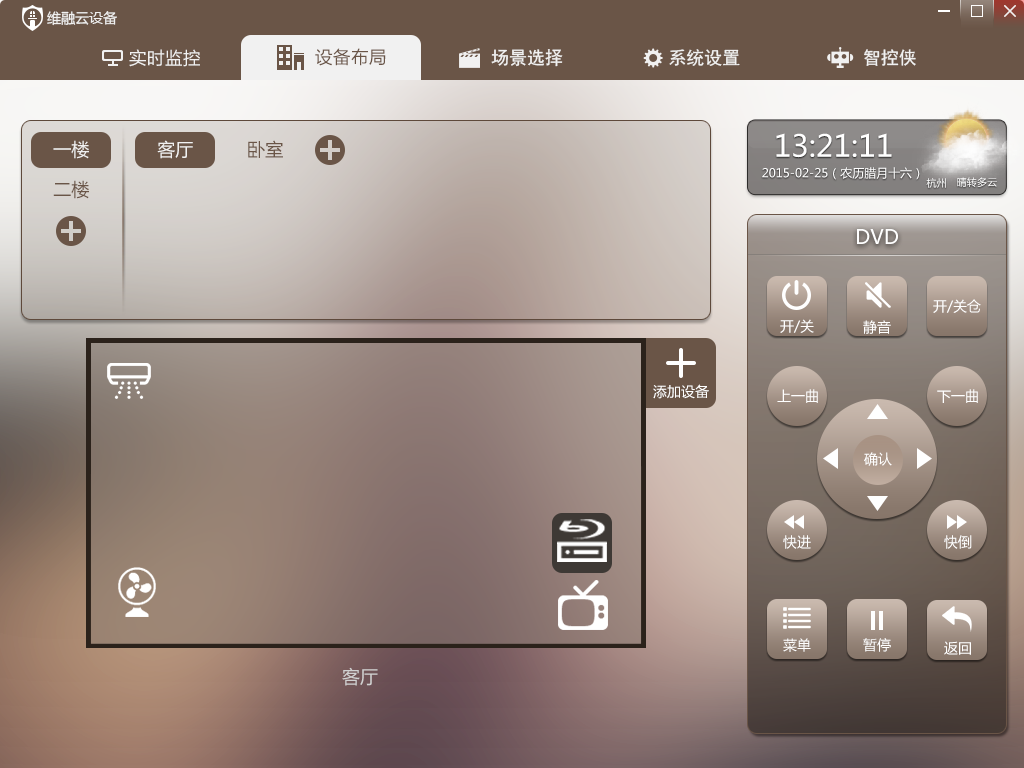 维融云设备
实时监控
设备布局
场景选择
系统设置
智控侠
一楼
客厅
卧室
二楼
13:21:11
2015-02-25（农历腊月十六）
杭州 晴转多云
添加设备
DVD
开/关
静音
开/关仓
上一曲
下一曲
确认
快进
快倒
菜单
暂停
返回
客厅